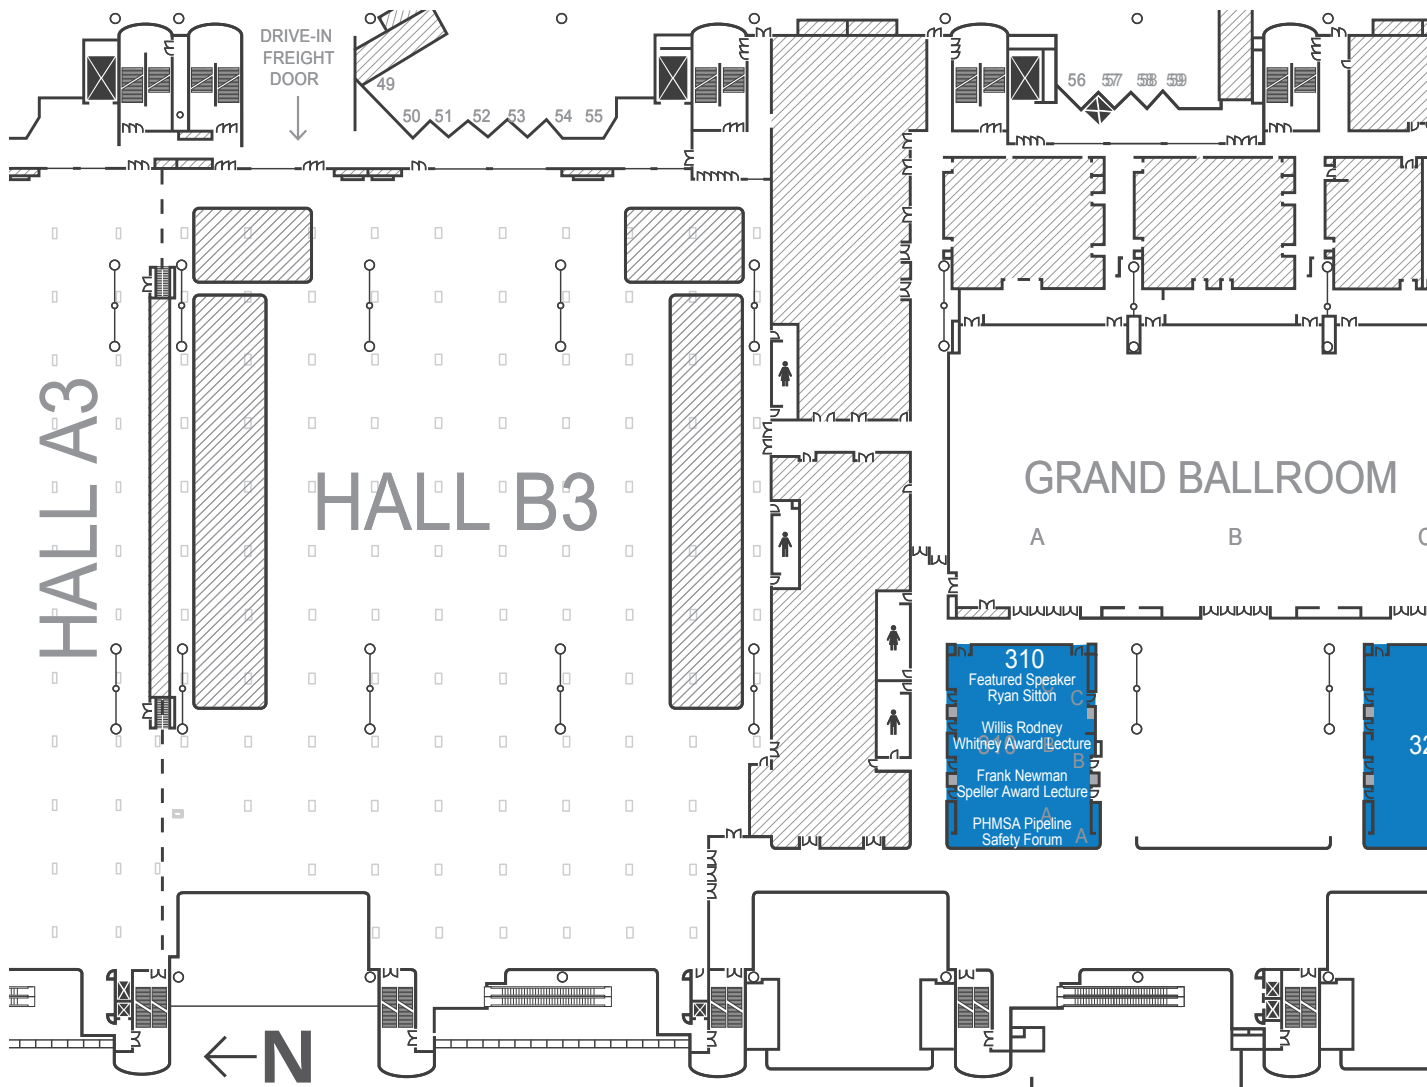 DRIVE-IN
FREIGHT
DOOR
49
50 51 52 53 54 55
56 57 58 59
HALL A3
HALL B3
GRAND BALLROOM
A B C
310
Featured Speaker
Ryan Sitton
C
C
Willis Rodney
Whitney Award Lecture
310 B
B
Frank Newman
Speller Award Lecture
A
PHMSA Pipeline
Safety Forum
A
32
N